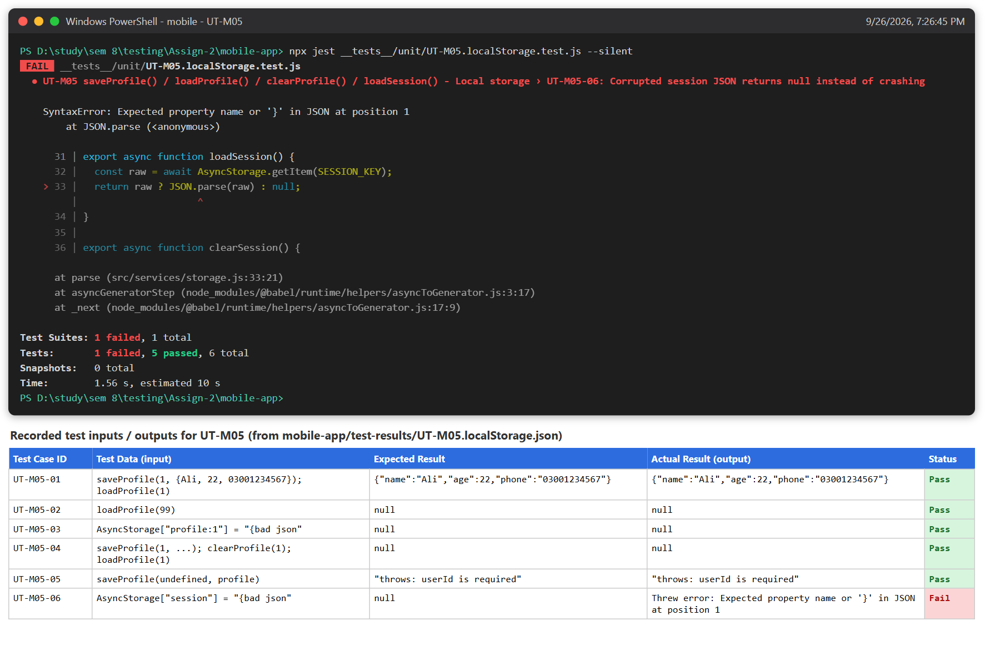 Windows PowerShell - mobile - UT-M05
9/26/2026, 7:26:45 PM
PS D:\study\sem 8\testing\Assign-2\mobile-app> npx jest __tests__/unit/UT-M05.localStorage.test.js --silent
FAIL __tests__/unit/UT-M05.localStorage.test.js
● UT-M05 saveProfile() / loadProfile() / clearProfile() / loadSession() - Local storage › UT-M05-06: Corrupted session JSON returns null instead of crashing
SyntaxError: Expected property name or '}' in JSON at position 1
at JSON.parse (<anonymous>)
31 | export async function loadSession() {
32 | const raw = await AsyncStorage.getItem(SESSION_KEY);
> 33 | return raw ? JSON.parse(raw) : null;
| ^
34 | }
35 |
36 | export async function clearSession() {
at parse (src/services/storage.js:33:21)
at asyncGeneratorStep (node_modules/@babel/runtime/helpers/asyncToGenerator.js:3:17)
at _next (node_modules/@babel/runtime/helpers/asyncToGenerator.js:17:9)
Test Suites: 1 failed, 1 total
Tests: 1 failed, 5 passed, 6 total
Snapshots: 0 total
Time: 1.56 s, estimated 10 s
PS D:\study\sem 8\testing\Assign-2\mobile-app>
Recorded test inputs / outputs for UT-M05 (from mobile-app/test-results/UT-M05.localStorage.json)
Test Case ID Test Data (input) Expected Result Actual Result (output) Status
UT-M05-01 saveProfile(1, {Ali, 22, 03001234567}); {"name":"Ali","age":22,"phone":"03001234567"} {"name":"Ali","age":22,"phone":"03001234567"} Pass
loadProfile(1)
UT-M05-02 loadProfile(99) null null Pass
UT-M05-03 AsyncStorage["profile:1"] = "{bad json" null null Pass
UT-M05-04 saveProfile(1, ...); clearProfile(1); null null Pass
loadProfile(1)
UT-M05-05 saveProfile(undefined, profile) "throws: userId is required" "throws: userId is required" Pass
UT-M05-06 AsyncStorage["session"] = "{bad json" null Threw error: Expected property name or '}' in JSON Fail
at position 1